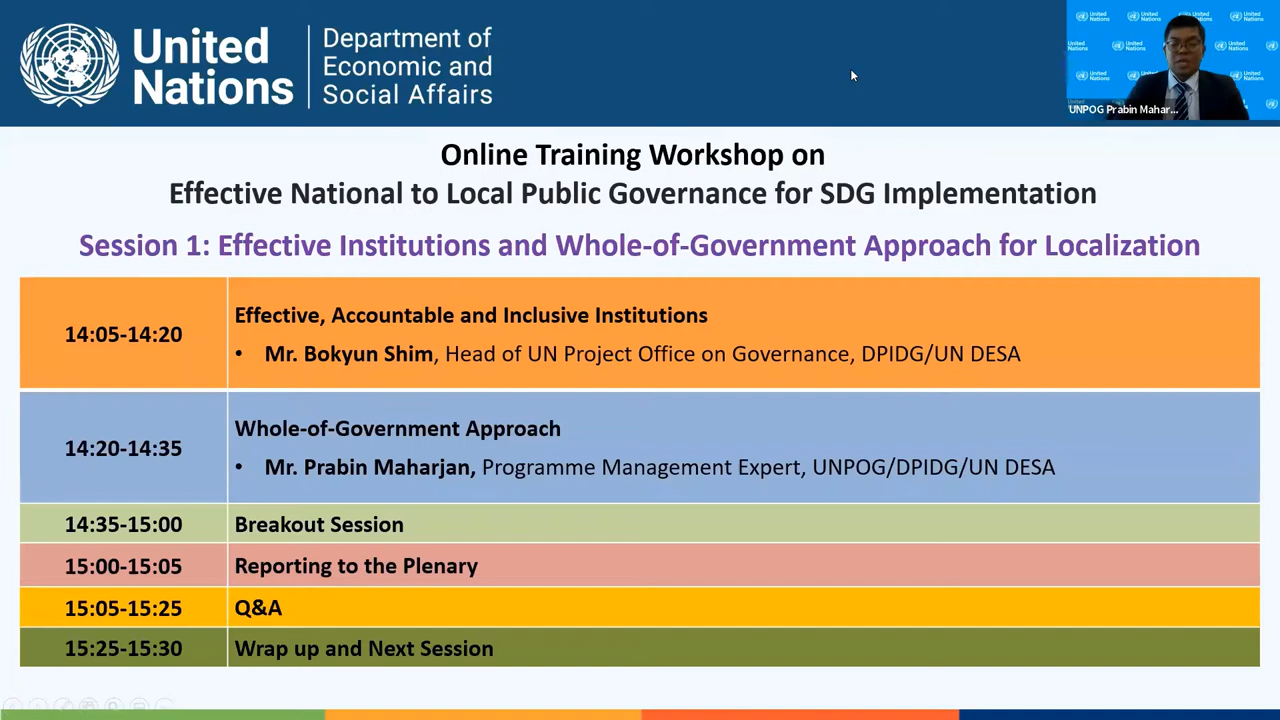 United
Nations
Department of
Economic and
Social Affairs
UNPOG Prabin Mahar...
Online Training Workshop on
Effective National to Local Public Governance for SDG Implementation
Session 1: Effective Institutions and Whole-of-Government Approach for Localization
14:05-14:20
Effective, Accountable and Inclusive Institutions
• Mr. Bokyun Shim, Head of UN Project Office on Governance, DPIDG/UN DESA
14:20-14:35
Whole-of-Government Approach
• Mr. Prabin Maharjan, Programme Management Expert, UNPOG/DPIDG/UN DESA
14:35-15:00 Breakout Session
15:00-15:05 Reporting to the Plenary
15:05-15:25 Q&A
15:25-15:30 Wrap up and Next Session